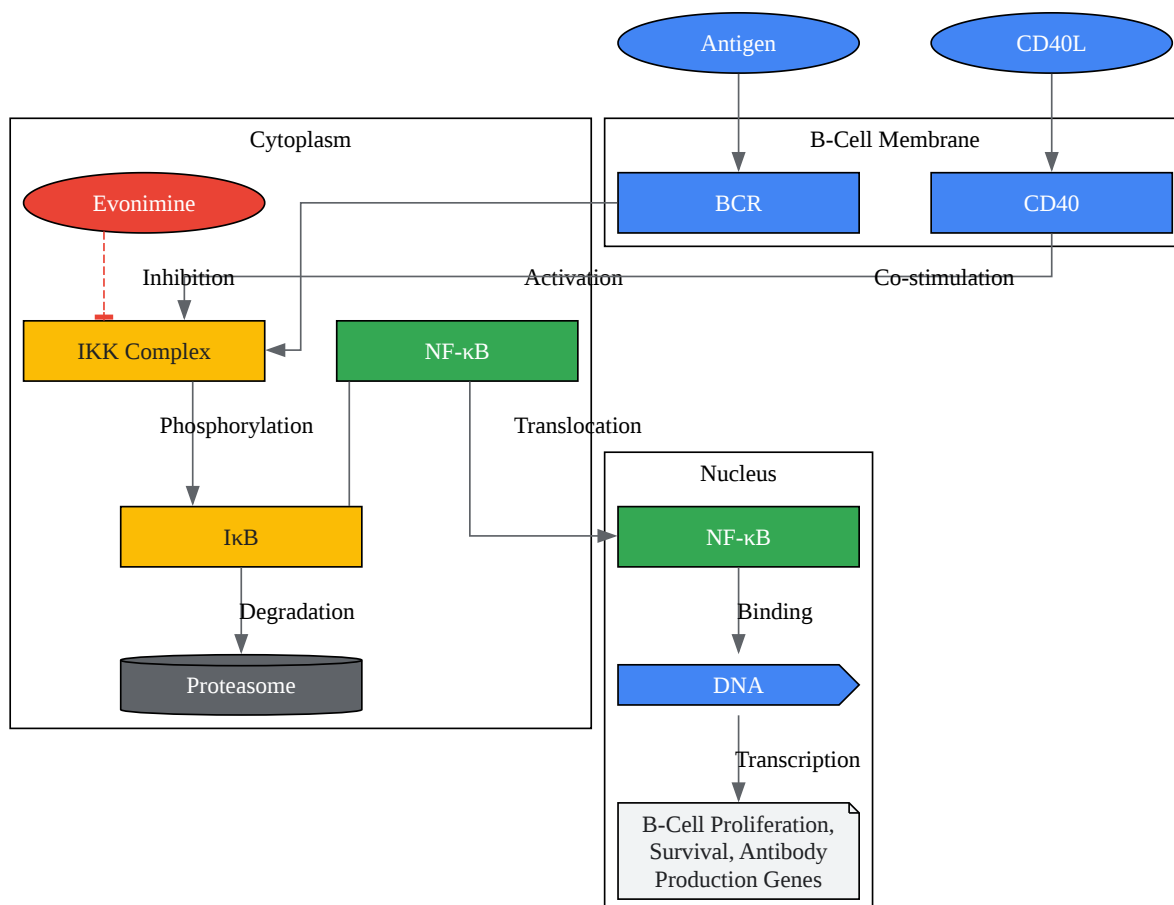 Antigen
CD40L
Cytoplasm
B-Cell Membrane
Evonimine
BCR
CD40
Inhibition
Activation
Co-stimulation
IKK Complex
NF-κB
Phosphorylation
Translocation
Nucleus
IκB
NF-κB
Degradation
Binding
Proteasome
DNA
Transcription
B-Cell Proliferation,
Survival, Antibody
Production Genes